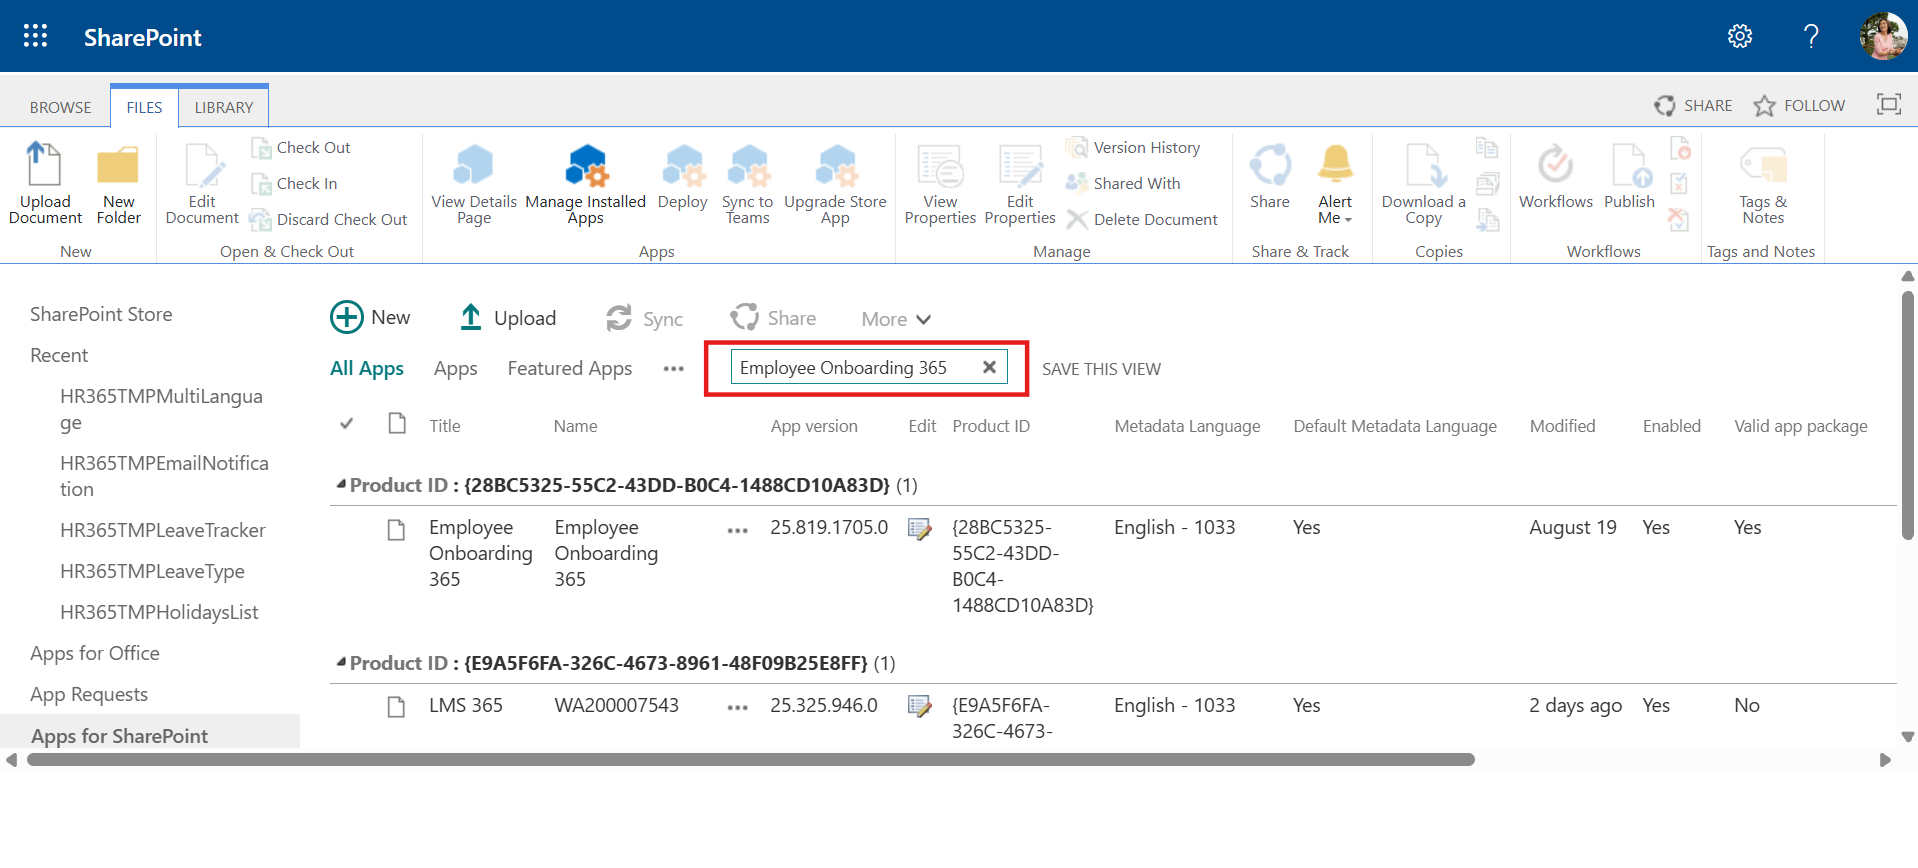 SharePoint
?
BROWSE FILES LIBRARY SHARE FOLLOW
Upload Document
New Folder
New
Edit Document
Check Out
Check In
Discard Check Out
Open & Check Out
View Details Page
Manage Installed Apps
Deploy
Sync to Teams
Upgrade Store App
Apps
View Properties
Edit Properties
Version History
Shared With
Delete Document
Manage
Share
Alert Me
Share & Track
Download a Copy
Copies
Workflows
Publish
Workflows
Tags & Notes
Tags and Notes
SharePoint Store
Recent
HR365TMPMultiLangua
ge
HR365TMPEmailNotifica
tion
HR365TMPLeaveTracker
HR365TMPLeaveType
HR365TMPHolidaysList
Apps for Office
App Requests
Apps for SharePoint
New Upload Sync Share More
All Apps Apps Featured Apps ••• Employee Onboarding 365 SAVE THIS VIEW
Title Name App version Edit Product ID Metadata Language Default Metadata Language Modified Enabled Valid app package
Product ID : {28BC5325-55C2-43DD-B0C4-1488CD10A83D} (1)
Employee Employee ••• 25.819.1705.0 {28BC5325- English - 1033 Yes August 19 Yes Yes
Onboarding Onboarding 55C2-43DD-
365 365 B0C4-
1488CD10A83D}
Product ID : {E9A5F6FA-326C-4673-8961-48F09B25E8FF} (1)
LMS 365 WA200007543 ••• 25.325.946.0 {E9A5F6FA- English - 1033 Yes 2 days ago Yes No
326C-4673-